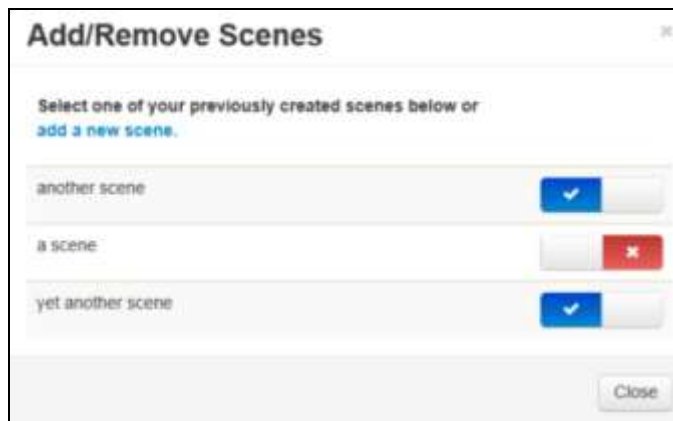 Add/Remove Scenes
Select one of your previously created scenes below or
add a new scene.
another scene
a scene
yet another scene
Close